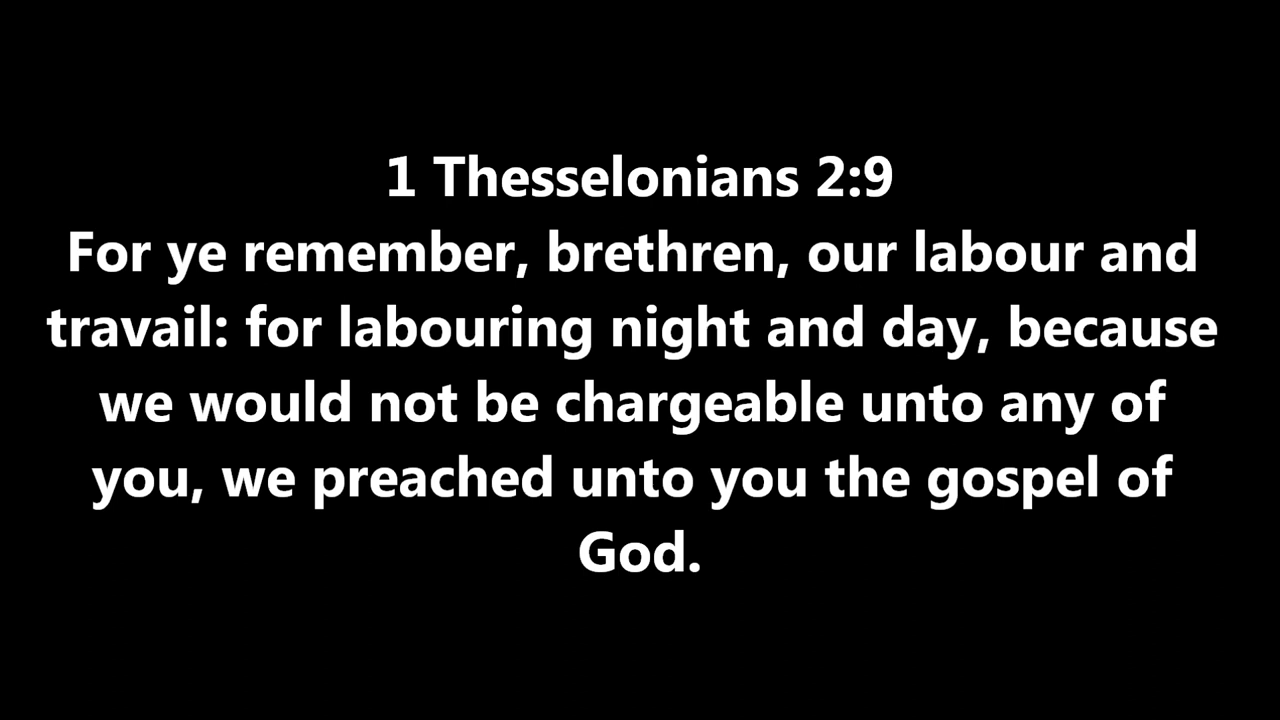 1 Thesselonians 2:9
For ye remember, brethren, our labour and
travail: for labouring night and day, because
we would not be chargeable unto any of
you, we preached unto you the gospel of
God.